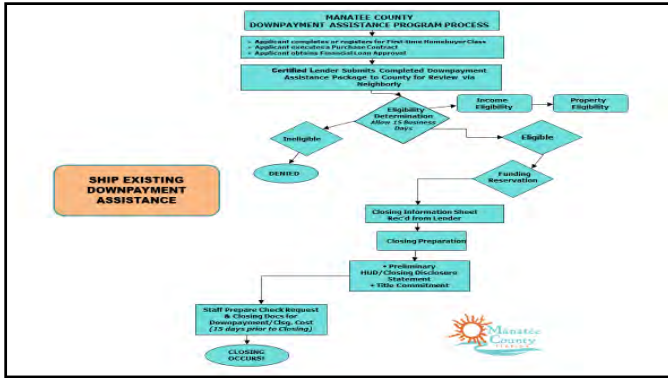 MANATEE COUNTY
DOWNPAYMENT ASSISTANCE PROGRAM PROCESS
Applicant completes or registers for First-time Homebuyer Class
Applicant executes a Purchase Contract
Applicant obtains Financial Loan Approval
Certified Lender Submits Completed Downpayment
Assistance Package to County for Review via
Neighborly
Eligibility
Determination
Allow 15 Business
Days
Income
Eligibility
Property
Eligibility
Ineligible
Eligible
DENIED
Funding
Reservation
SHIP EXISTING
DOWNPAYMENT
ASSISTANCE
Closing Information Sheet
Rec'd from Lender
Closing Preparation
• Preliminary
HUD/Closing Disclosure
Statement
• Title Commitment
Staff Prepare Check Request
& Closing Docs for
Downpayment/Clsg. Cost
(15 days prior to Closing)
CLOSING
OCCURS!
Manatee
County
FLORIDA